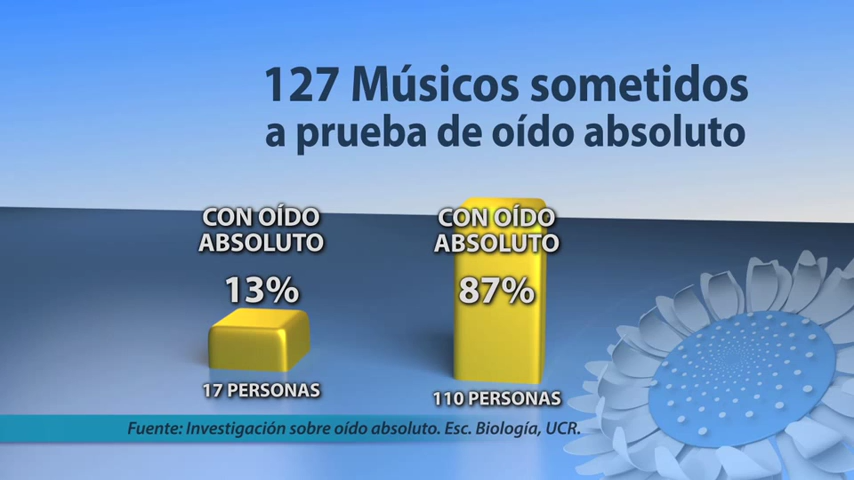 127 Músicos sometidos
a prueba de oído absoluto
CON OÍDO
ABSOLUTO
13%
17 PERSONAS
CON OÍDO
ABSOLUTO
87%
110 PERSONAS
Fuente: Investigación sobre oído absoluto. Esc. Biología, UCR.